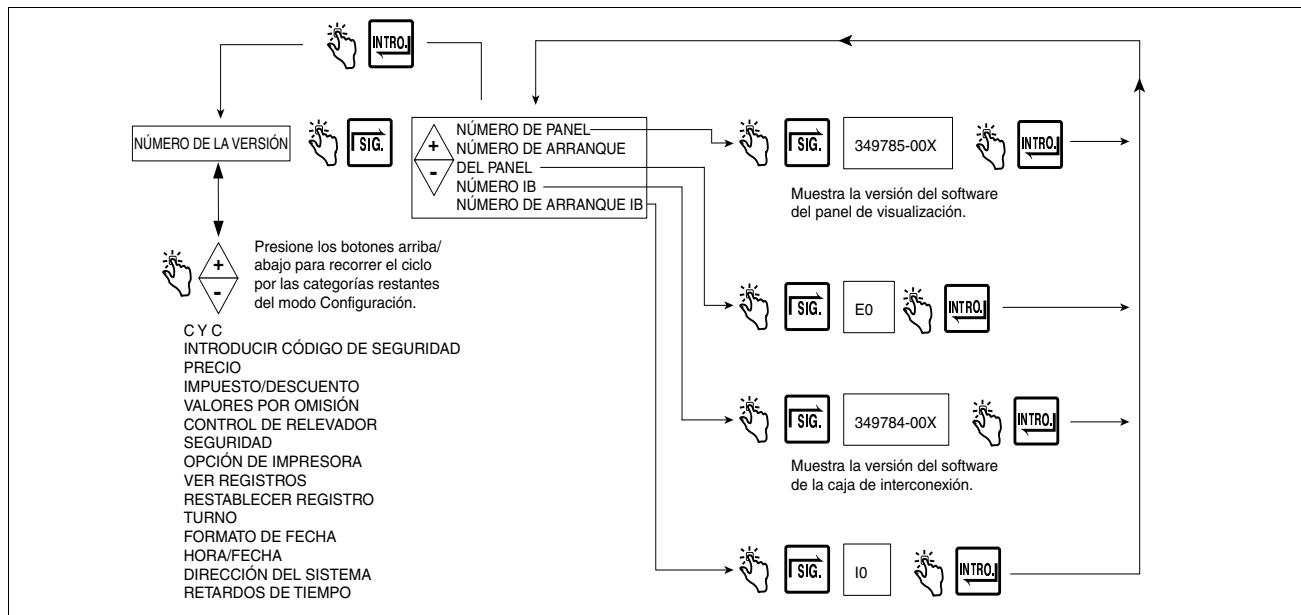 INTRO.
NÚMERO DE LA VERSIÓN
SIG.
+
-
NÚMERO DE PANEL
NÚMERO DE ARRANQUE
DEL PANEL
NÚMERO IB
NÚMERO DE ARRANQUE IB
SIG.
349785-00X
INTRO.
Muestra la versión del software
del panel de visualización.
+
-
Presione los botones arriba/
abajo para recorrer el ciclo
por las categorías restantes
del modo Configuración.
SIG.
E0
INTRO.
C Y C
INTRODUCIR CÓDIGO DE SEGURIDAD
PRECIO
IMPUESTO/DESCUENTO
VALORES POR OMISIÓN
CONTROL DE RELEVADOR
SEGURIDAD
OPCIÓN DE IMPRESORA
VER REGISTROS
RESTABLECER REGISTRO
TURNO
FORMATO DE FECHA
HORA/FECHA
DIRECCIÓN DEL SISTEMA
RETARDOS DE TIEMPO
SIG.
349784-00X
INTRO.
Muestra la versión del software
de la caja de interconexión.
SIG.
I0
INTRO.